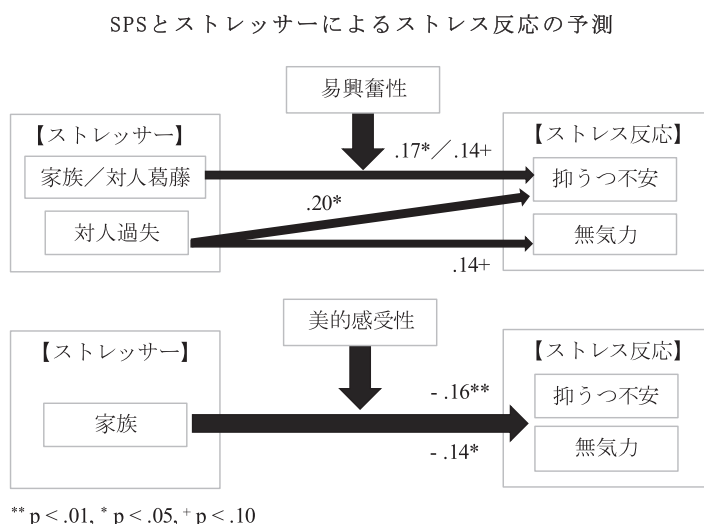 SPSとストレッサーによるストレス反応の予測
易興奮性
【ストレッサー】
【ストレス反応】
.17*／.14+
家族／対人葛藤
抑うつ不安
.20*
対人過失
無気力
.14+
美的感受性
【ストレッサー】
【ストレス反応】
- .16**
抑うつ不安
家族
無気力
- .14*
** p < .01, * p < .05, + p < .10